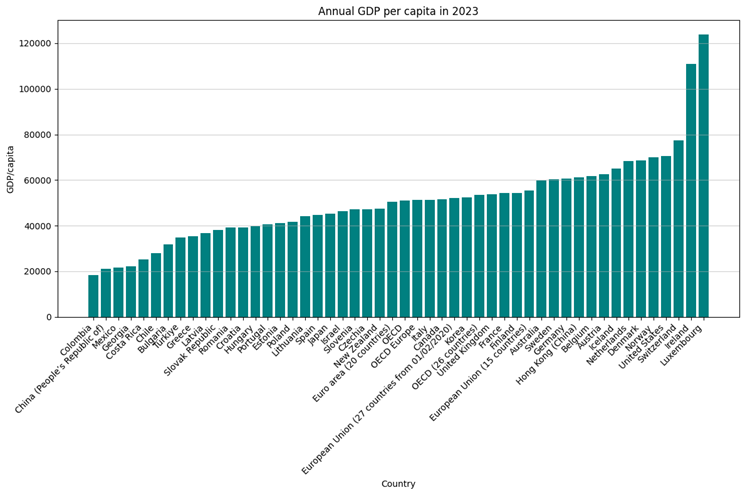 Annual GDP per capita in 2023
GDP/capita
120000
100000
80000
60000
40000
20000
0
Colombia
China (People's Republic of)
Mexico
Georgia
Costa Rica
Chile
Bulgaria
Türkiye
Greece
Latvia
Slovak Republic
Romania
Croatia
Hungary
Portugal
Estonia
Poland
Lithuania
Spain
Japan
Israel
Slovenia
Czechia
New Zealand
Euro area (20 countries)
OECD
OECD Europe
Italy
Canada
European Union (27 countries from 01/02/2020)
Korea
OECD (26 countries)
United Kingdom
France
Finland
European Union (15 countries)
Australia
Sweden
Germany
Hong Kong (China)
Belgium
Austria
Iceland
Netherlands
Denmark
Norway
United States
Switzerland
Ireland
Luxembourg
Country